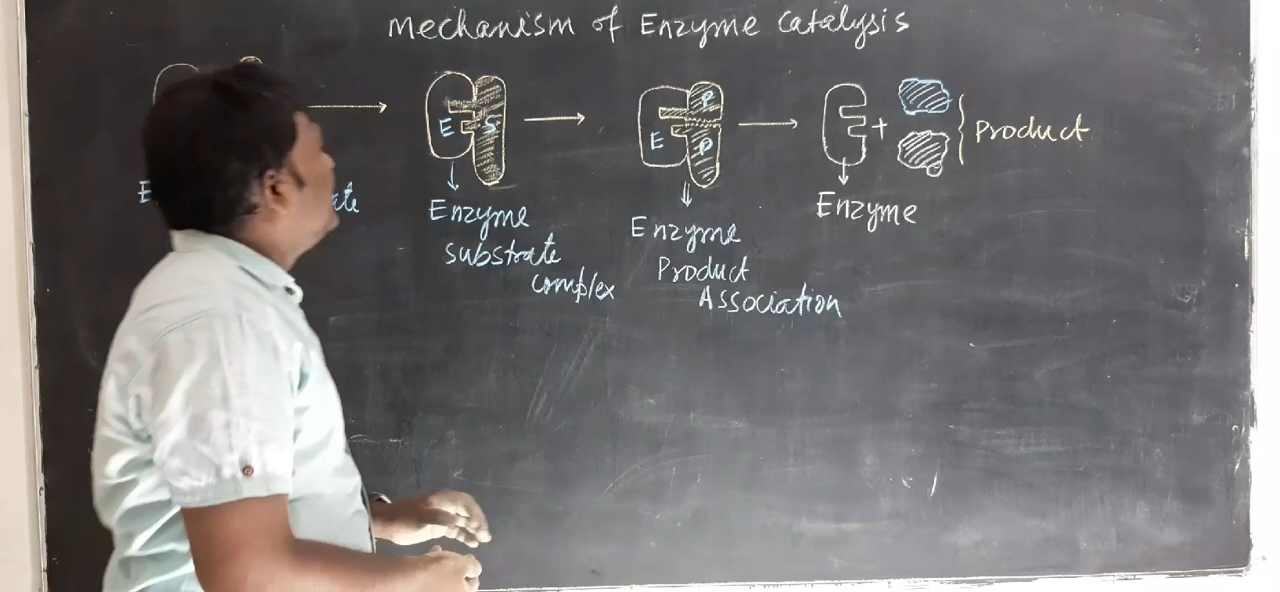 Mechanism of Enzyme Catalysis
E S
E P P
+ } Product
Enzyme
substrate
complex
Enzyme
Product
Association
Enzyme